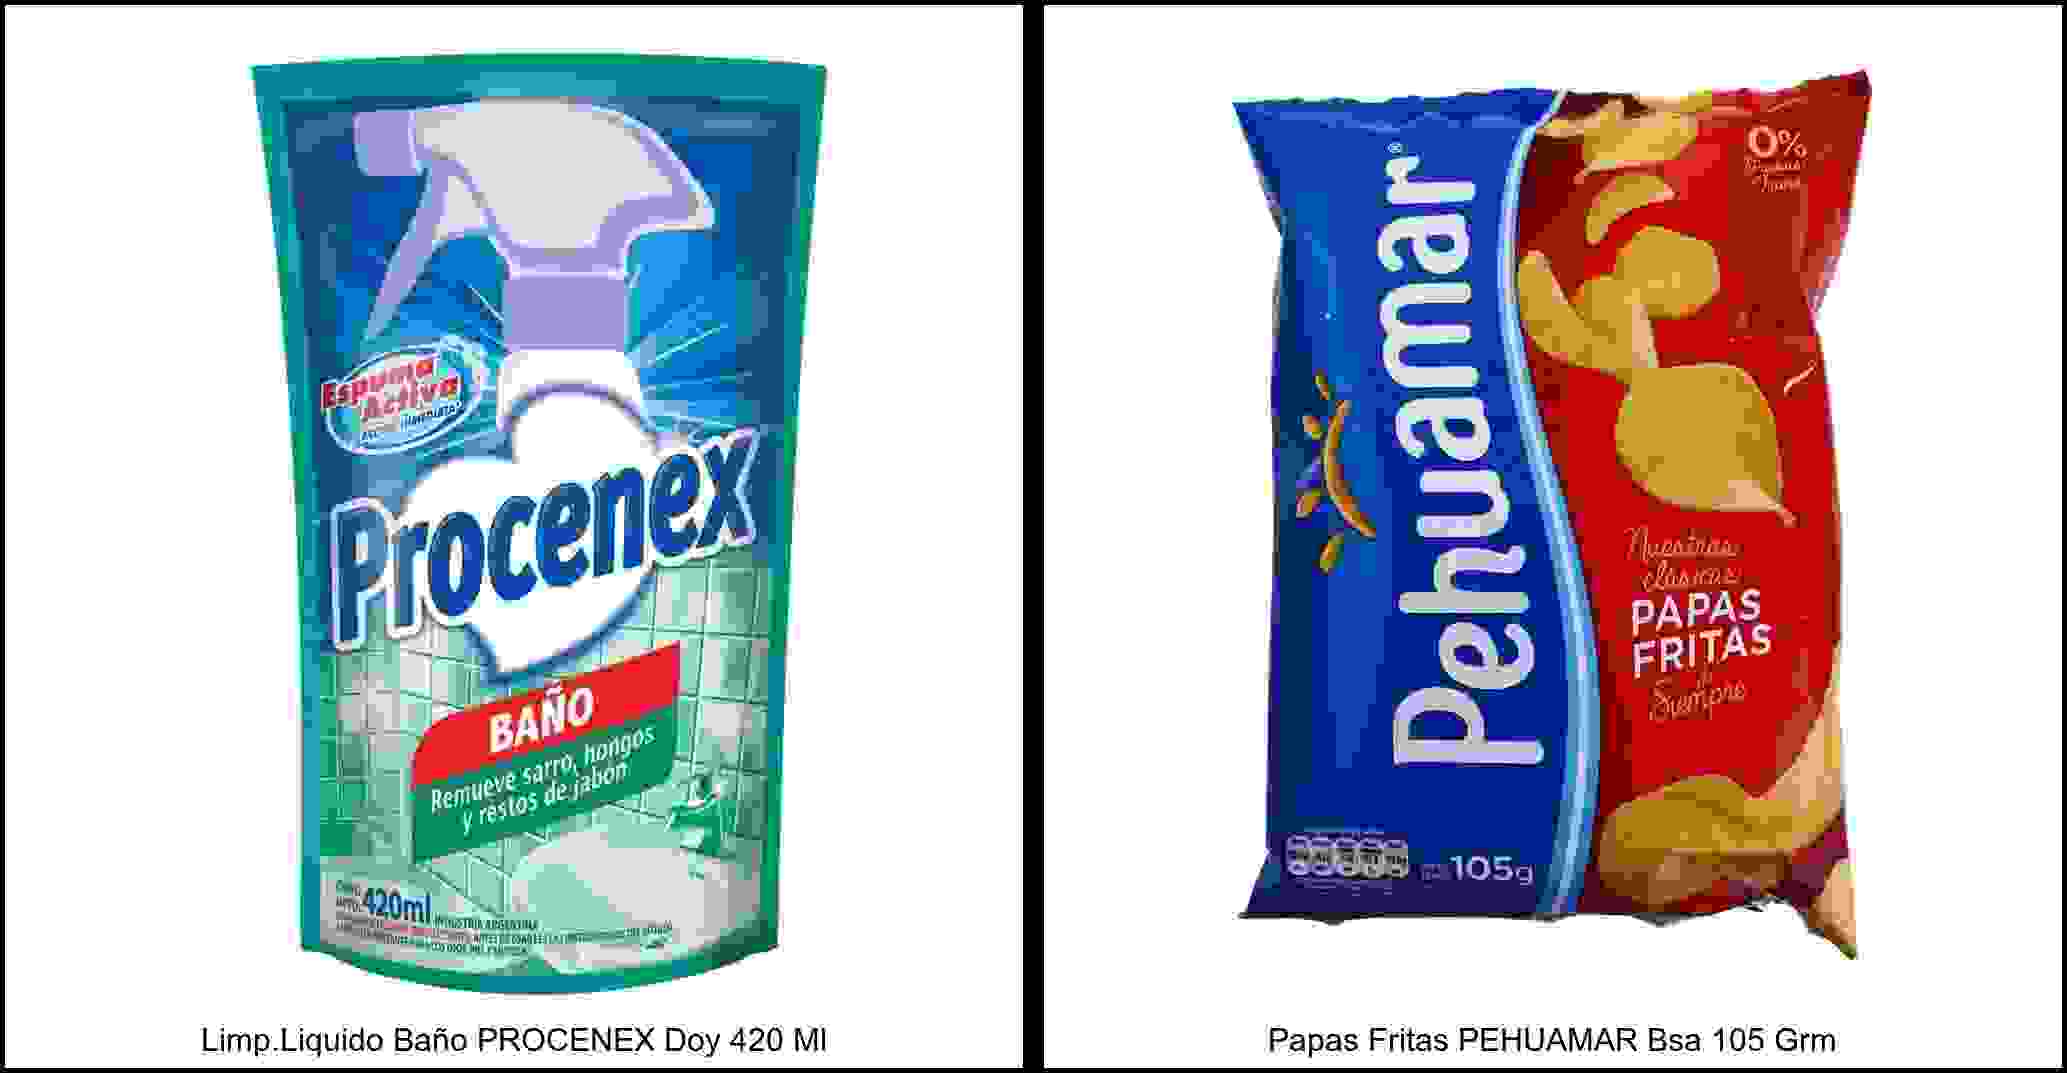 Espuma
Activa
Procenex
BAÑO
Remueve sarro, hongos
y restos de jabón
420ml
INDUSTRIA ARGENTINA
Limp.Liquido Baño PROCENEX Doy 420 Ml
0%
Pehuamar®
Nuestras
clásicas
PAPAS
FRITAS
Siempre
105g
Papas Fritas PEHUAMAR Bsa 105 Grm